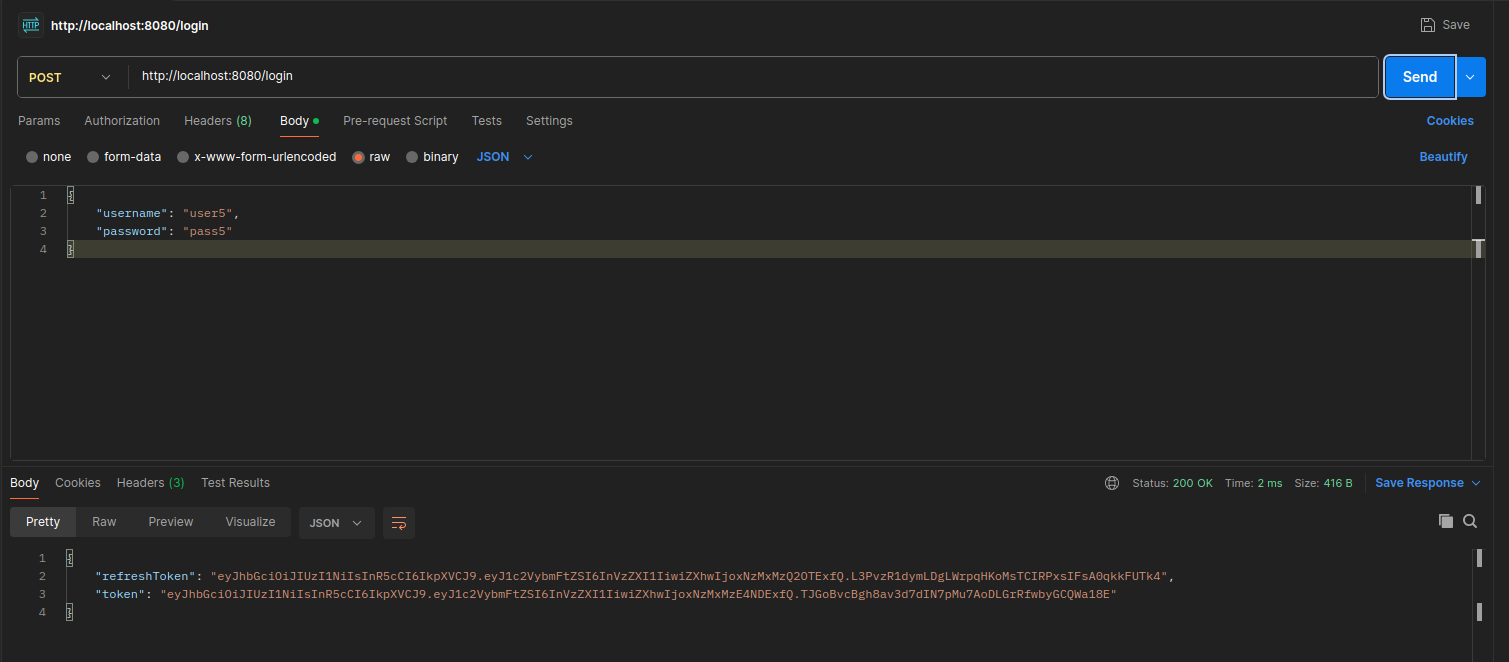 HTTP http://localhost:8080/login Save
POST http://localhost:8080/login Send
Params Authorization Headers (8) Body Pre-request Script Tests Settings Cookies
none form-data x-www-form-urlencoded raw binary JSON Beautify
1 {
2 "username": "user5",
3 "password": "pass5"
4 }
Body Cookies Headers (3) Test Results Status: 200 OK Time: 2 ms Size: 416 B Save Response
Pretty Raw Preview Visualize JSON
1 {
2 "refreshToken": "eyJhbGciOiJIUzI1NiIsInR5cCI6IkpXVCJ9.eyJ1c2VybmFtZSI6InVzZXI1IiwiZXhwIjoxNzMxMzQ2OTExfQ.L3PvzR1dymLDgLWrpqHKoMsTCIRPxsIFsA0qkkFUTk4",
3 "token": "eyJhbGciOiJIUzI1NiIsInR5cCI6IkpXVCJ9.eyJ1c2VybmFtZSI6InVzZXI1IiwiZXhwIjoxNzMxMzE4NDExfQ.TJGoBvcBgh8av3d7dIN7pMu7AoDLGrRfwbyGCQWa18E"
4 }